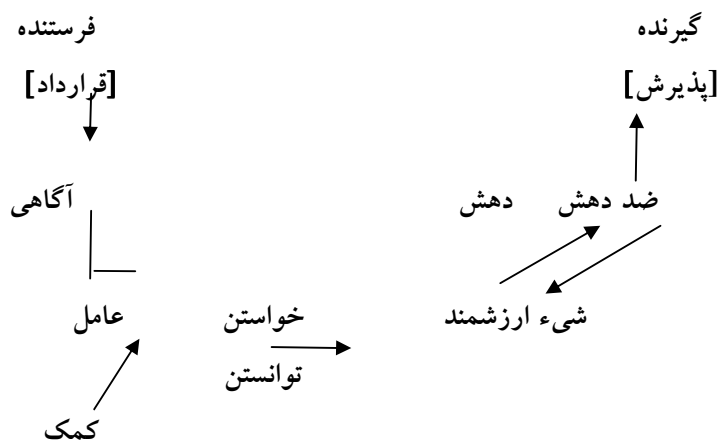 گیرنده فرستنده
[پذیرش] [قرارداد]
ضد دهش دهش آگاهی
شیء ارزشمند خواستن عامل
توانستن
کمک